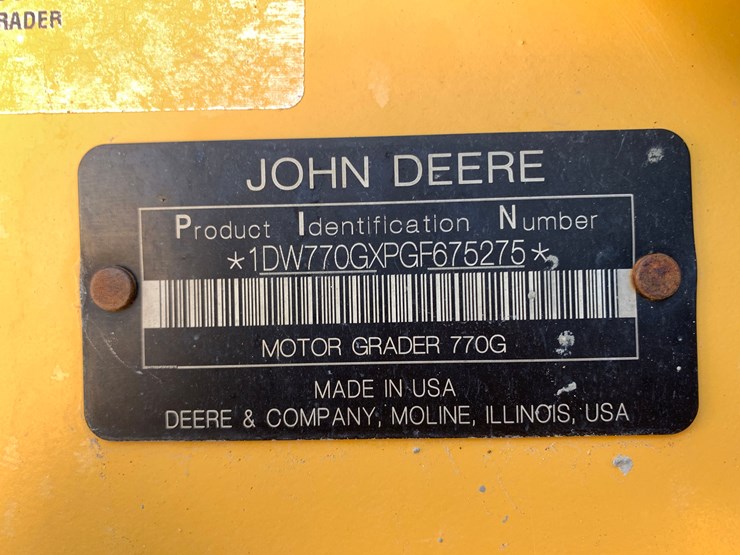 RADER
JOHN DEERE
Product Identification Number
*1DW770GXPGF675275*
MOTOR GRADER 770G
MADE IN USA
DEERE & COMPANY, MOLINE, ILLINOIS, USA